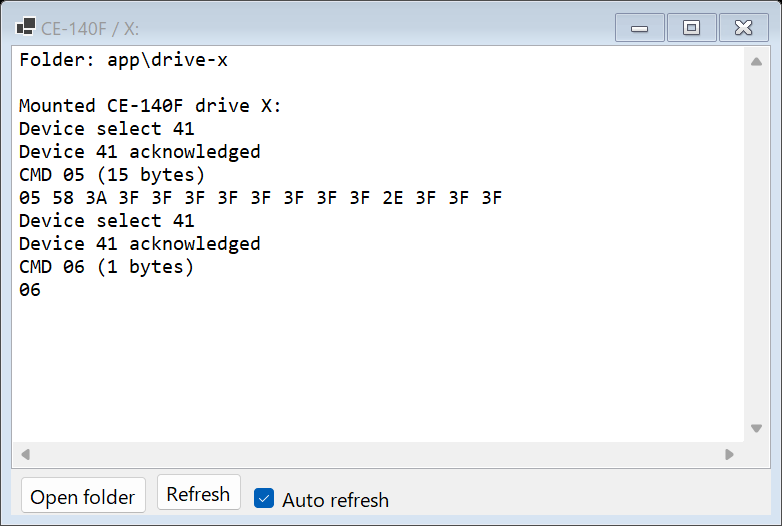 CE-140F / X:
Folder: app\drive-x
Mounted CE-140F drive X:
Device select 41
Device 41 acknowledged
CMD 05 (15 bytes)
05 58 3A 3F 3F 3F 3F 3F 3F 3F 3F 2E 3F 3F 3F
Device select 41
Device 41 acknowledged
CMD 06 (1 bytes)
06
Open folder
Refresh
Auto refresh